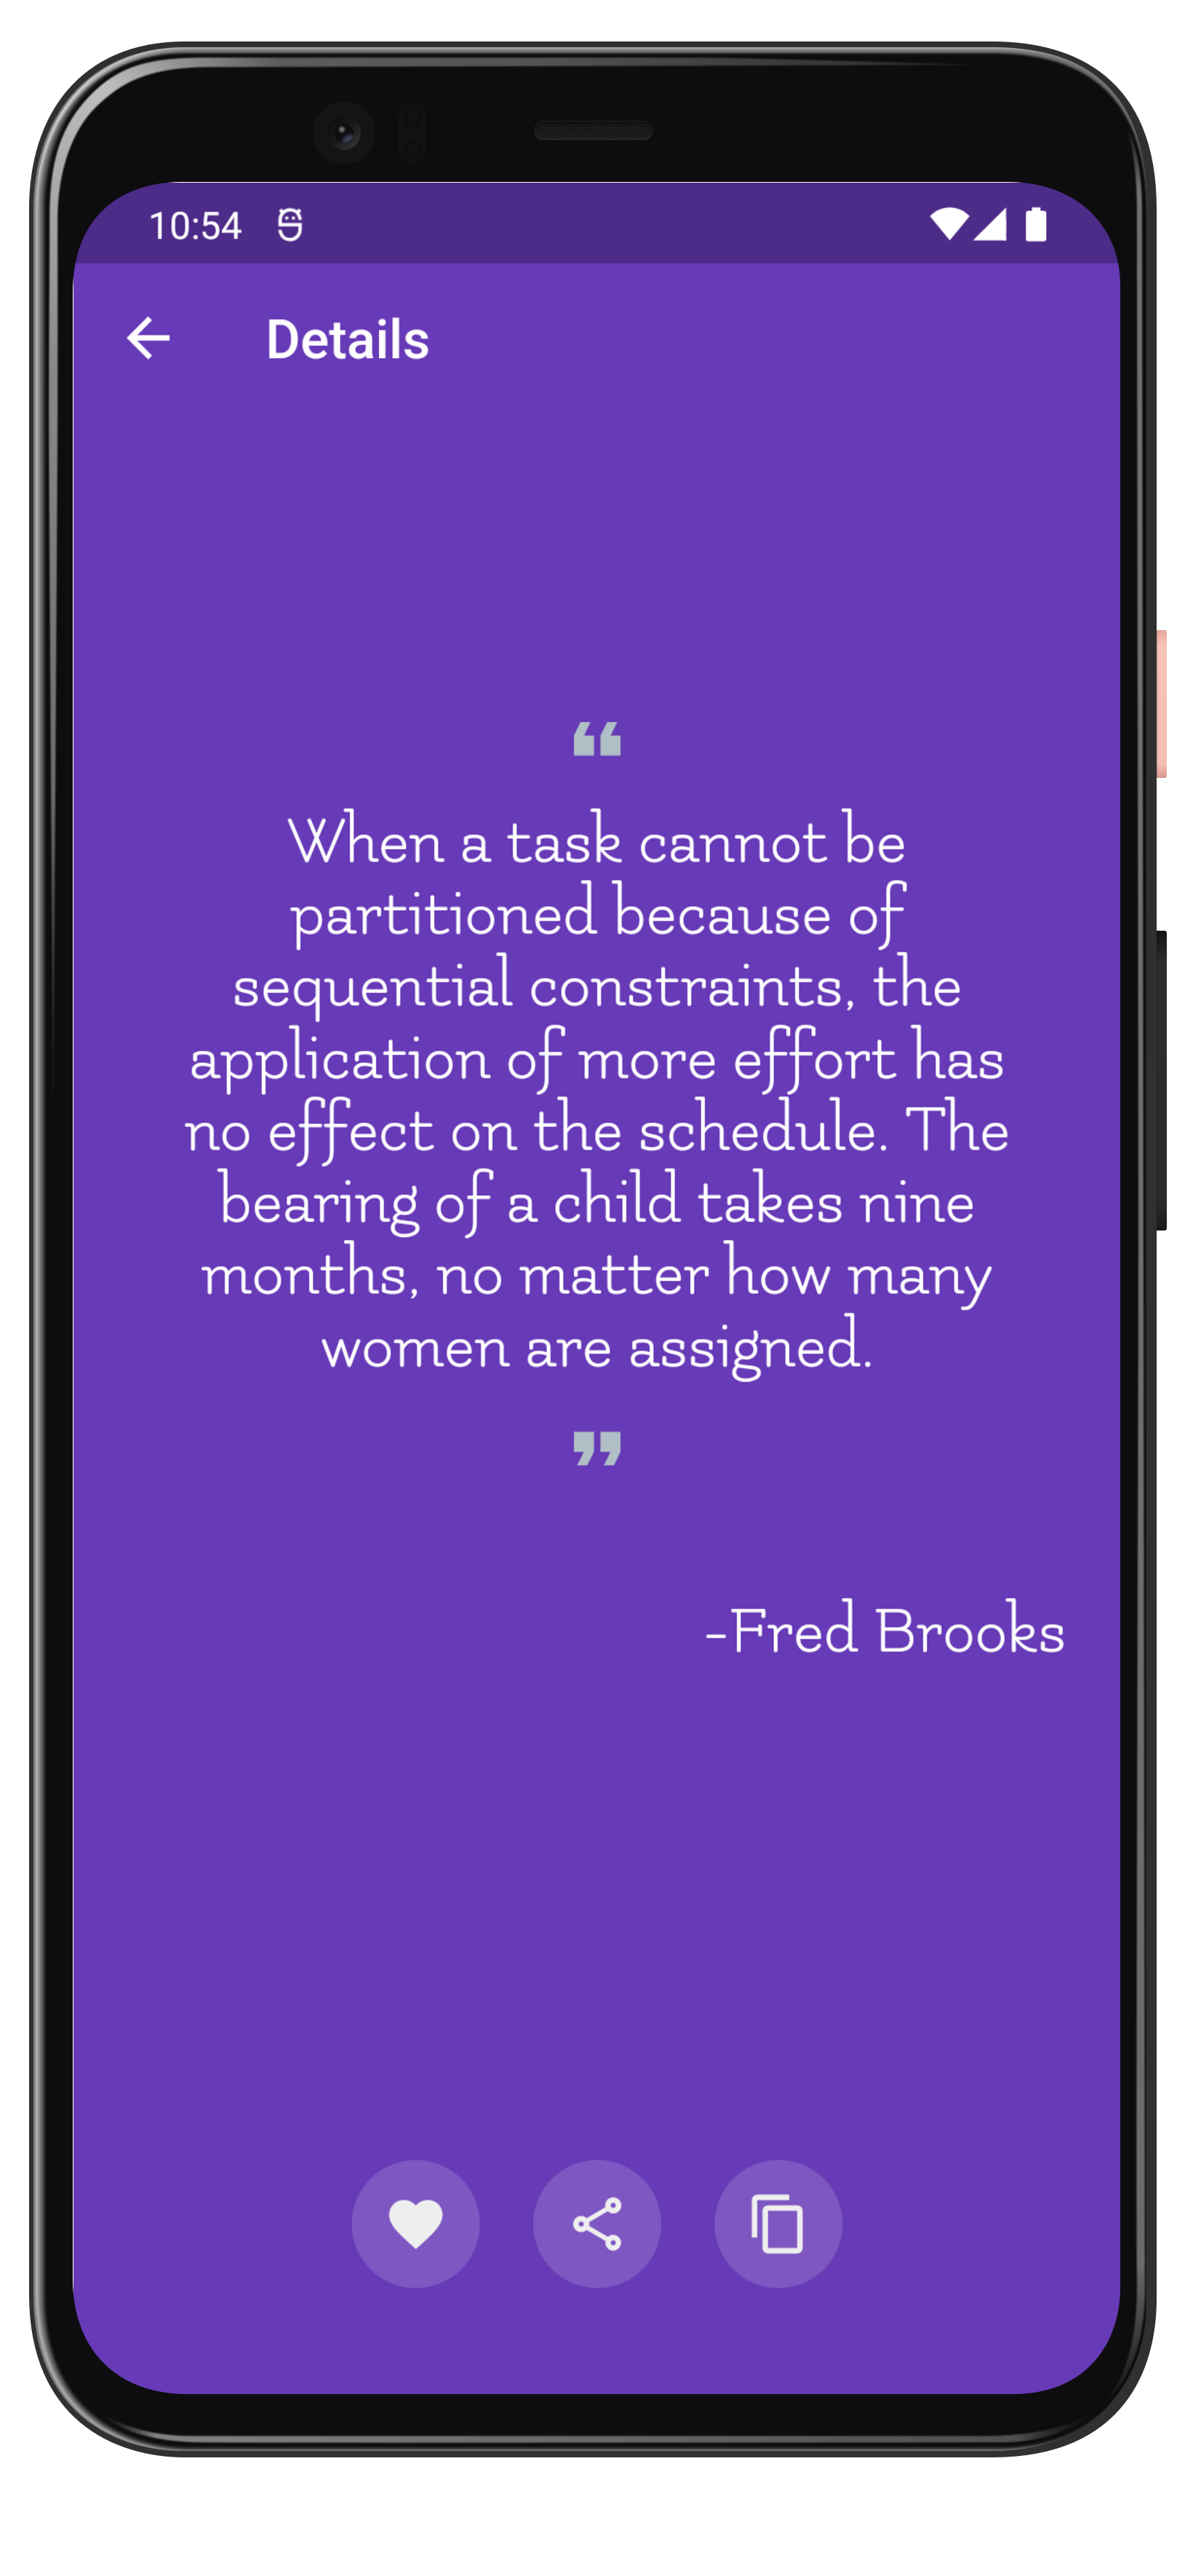 10:54
Details
❝
When a task cannot be
partitioned because of
sequential constraints, the
application of more effort has
no effect on the schedule. The
bearing of a child takes nine
months, no matter how many
women are assigned.
❞
-Fred Brooks